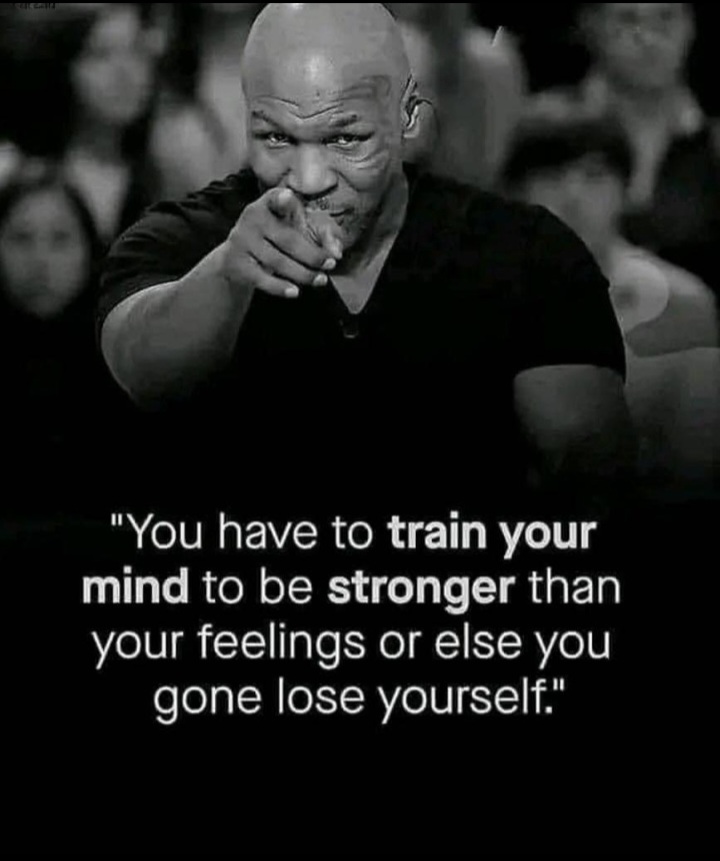 "You have to train your
mind to be stronger than
your feelings or else you
gone lose yourself."